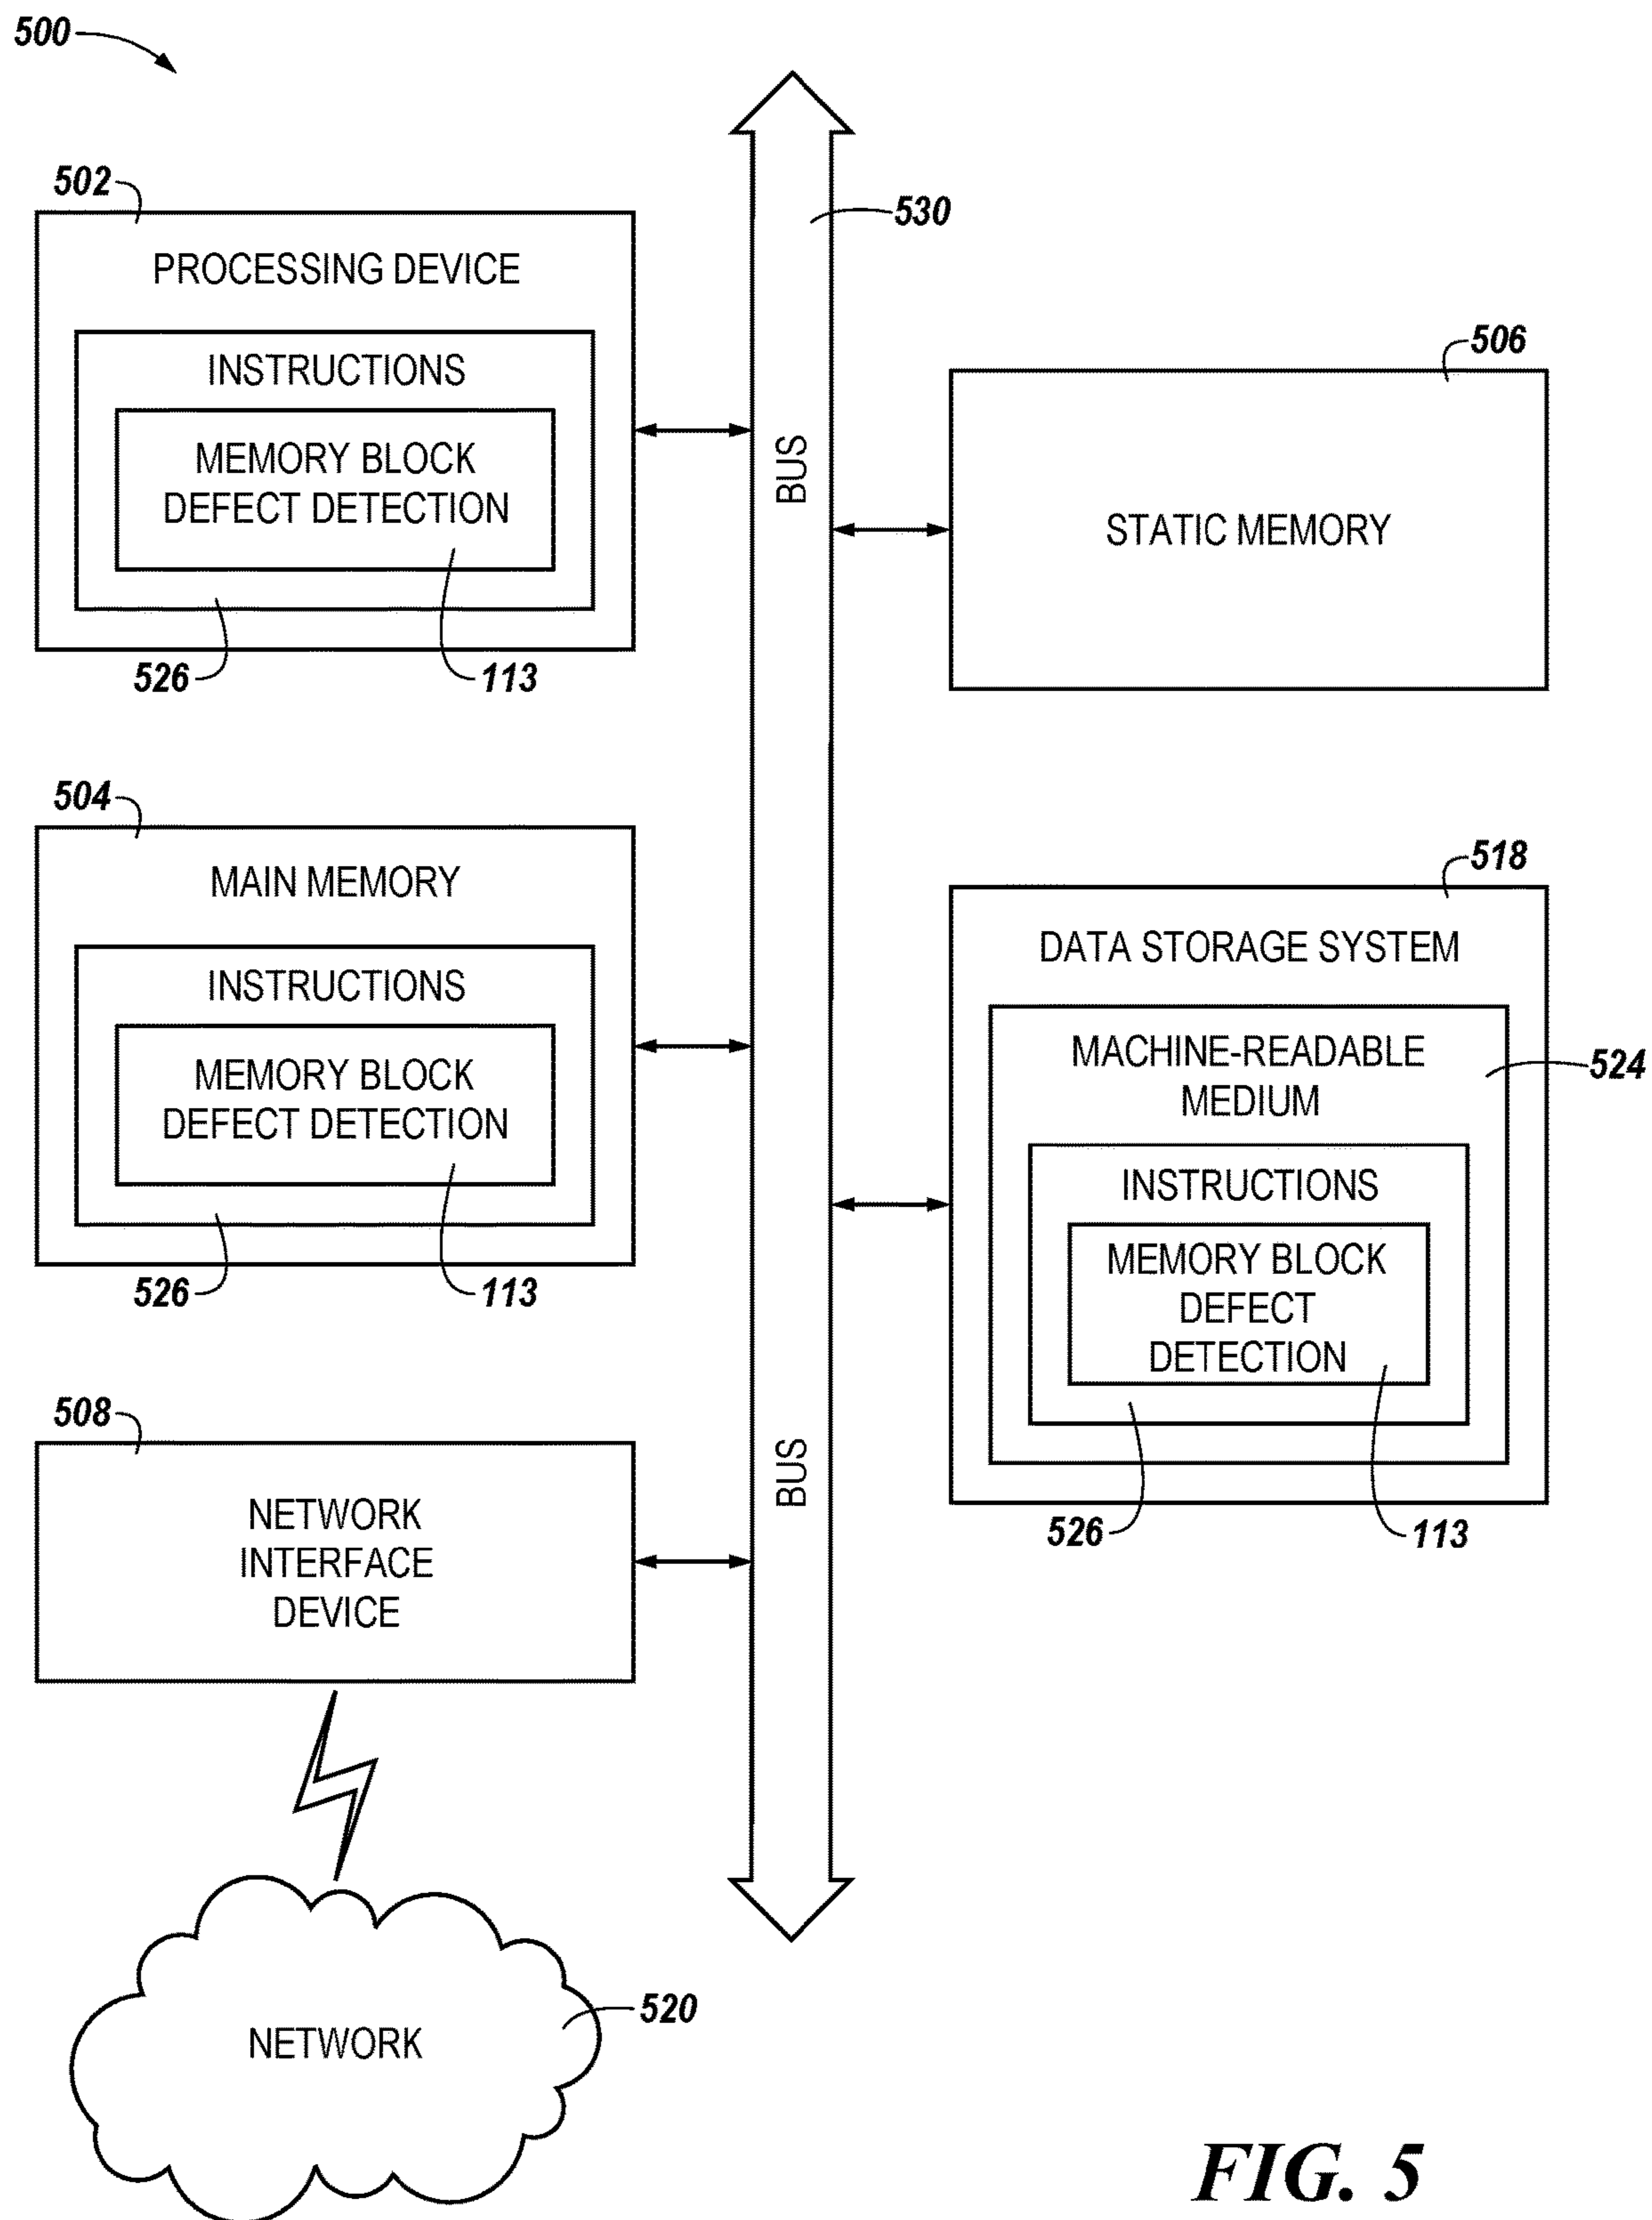 500
502
PROCESSING DEVICE
INSTRUCTIONS
MEMORY BLOCK
DEFECT DETECTION
526
113
504
MAIN MEMORY
INSTRUCTIONS
MEMORY BLOCK
DEFECT DETECTION
526
113
508
NETWORK
INTERFACE
DEVICE
NETWORK
520
530
BUS
BUS
506
STATIC MEMORY
518
DATA STORAGE SYSTEM
MACHINE-READABLE
MEDIUM
524
INSTRUCTIONS
MEMORY BLOCK
DEFECT
DETECTION
526
113
FIG. 5